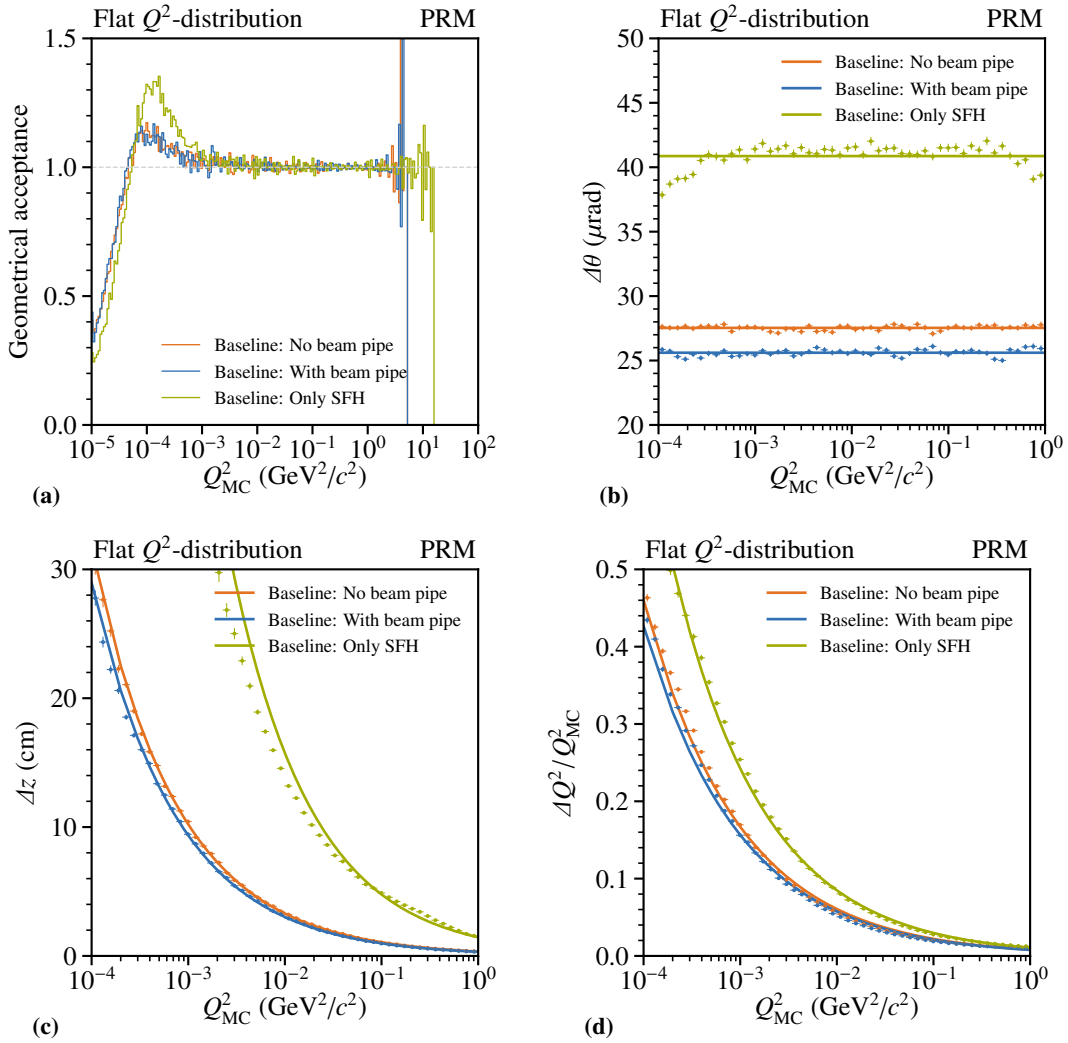 Flat Q²-distribution PRM
1.5
1.0
0.5
0.0
Geometrical acceptance
Baseline: No beam pipe
Baseline: With beam pipe
Baseline: Only SFH
10⁻⁵ 10⁻⁴ 10⁻³ 10⁻² 10⁻¹ 10⁰ 10¹ 10²
Q²_MC (GeV²/c²)
(a)
Flat Q²-distribution PRM
50
45
40
35
30
25
20
Δθ (μrad)
Baseline: No beam pipe
Baseline: With beam pipe
Baseline: Only SFH
10⁻⁴ 10⁻³ 10⁻² 10⁻¹ 10⁰
Q²_MC (GeV²/c²)
(b)
Flat Q²-distribution PRM
30
20
10
0
Δz (cm)
Baseline: No beam pipe
Baseline: With beam pipe
Baseline: Only SFH
10⁻⁴ 10⁻³ 10⁻² 10⁻¹ 10⁰
Q²_MC (GeV²/c²)
(c)
Flat Q²-distribution PRM
0.5
0.4
0.3
0.2
0.1
0.0
ΔQ²/Q²_MC
Baseline: No beam pipe
Baseline: With beam pipe
Baseline: Only SFH
10⁻⁴ 10⁻³ 10⁻² 10⁻¹ 10⁰
Q²_MC (GeV²/c²)
(d)